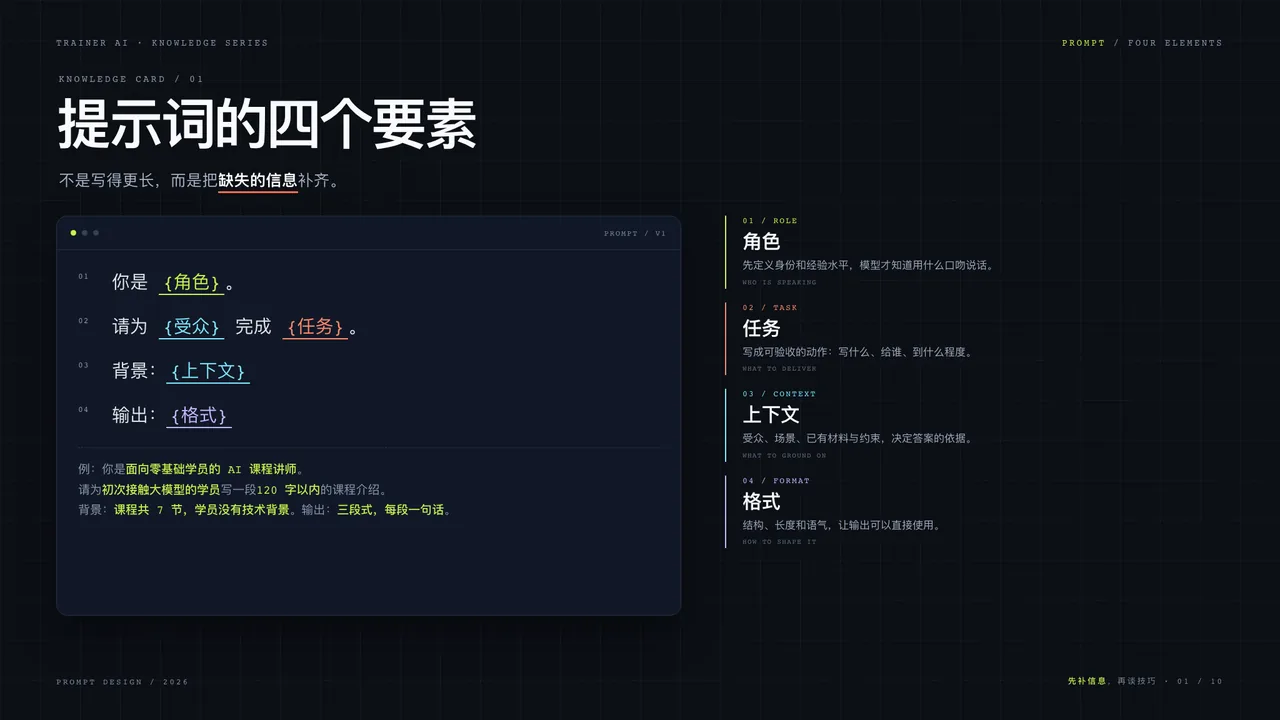 TRAINER AI · KNOWLEDGE SERIES
PROMPT / FOUR ELEMENTS
KNOWLEDGE CARD / 01
提示词的四个要素
不是写得更长，而是把缺失的信息补齐。
PROMPT / V1
01 你是 {角色}。
02 请为 {受众} 完成 {任务}。
03 背景：{上下文}
04 输出：{格式}
例：你是面向零基础学员的 AI 课程讲师。
请为初次接触大模型的学员写一段120 字以内的课程介绍。
背景：课程共 7 节，学员没有技术背景。输出：三段式，每段一句话。
01 / ROLE
角色
先定义身份和经验水平，模型才知道用什么口吻说话。
WHO IS SPEAKING
02 / TASK
任务
写成可验收的动作：写什么、给谁、到什么程度。
WHAT TO DELIVER
03 / CONTEXT
上下文
受众、场景、已有材料与约束，决定答案的依据。
WHAT TO GROUND ON
04 / FORMAT
格式
结构、长度和语气，让输出可以直接使用。
HOW TO SHAPE IT
PROMPT DESIGN / 2026
先补信息，再谈技巧 · 01 / 10